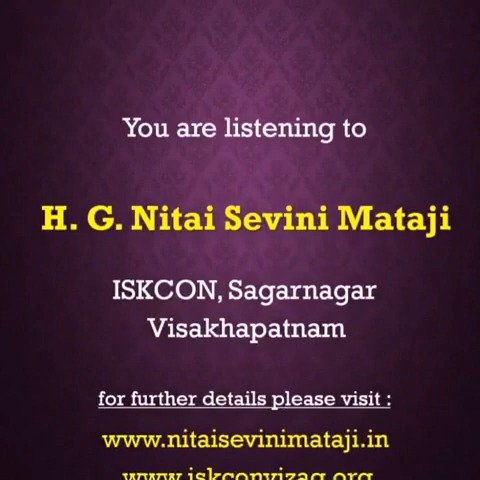 You are listening to
H. G. Nitai Sevini Mataji
ISKCON, Sagarnagar
Visakhapatnam
for further details please visit :
www.nitaisevinimataji.in
www.iskconvizag.org